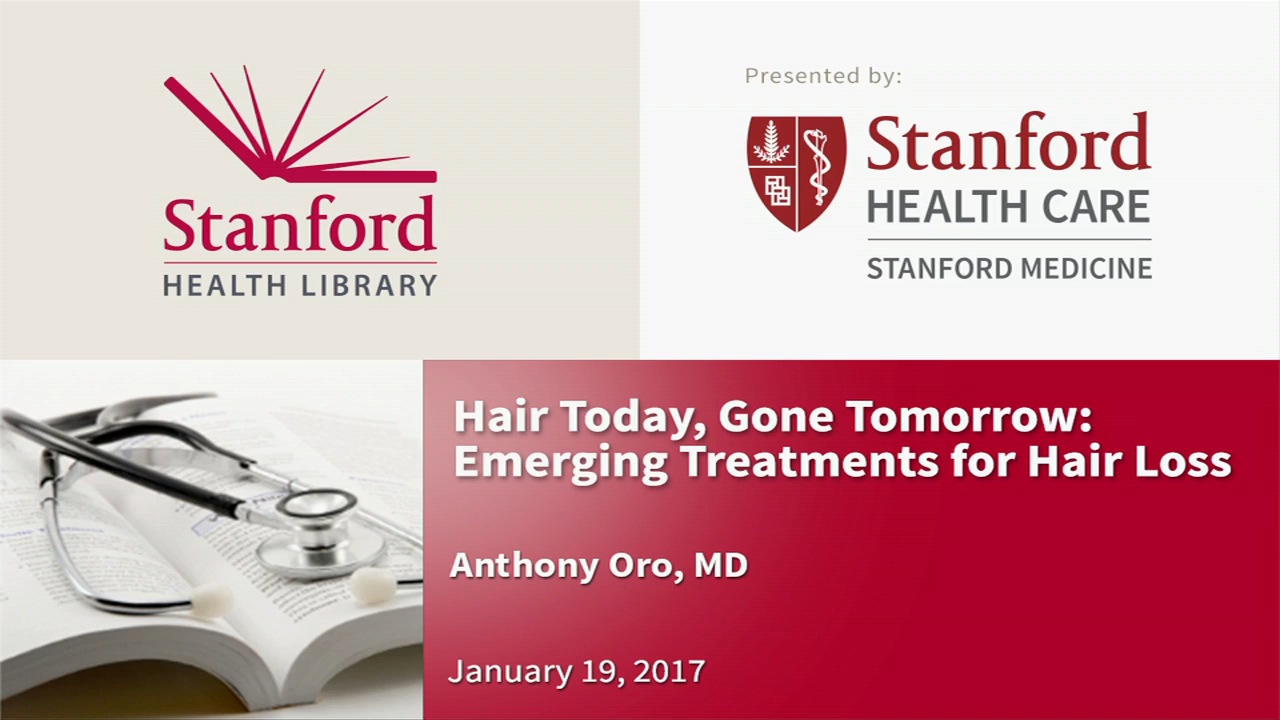 Stanford
HEALTH LIBRARY
Presented by:
Stanford
HEALTH CARE
STANFORD MEDICINE
Hair Today, Gone Tomorrow:
Emerging Treatments for Hair Loss
Anthony Oro, MD
January 19, 2017